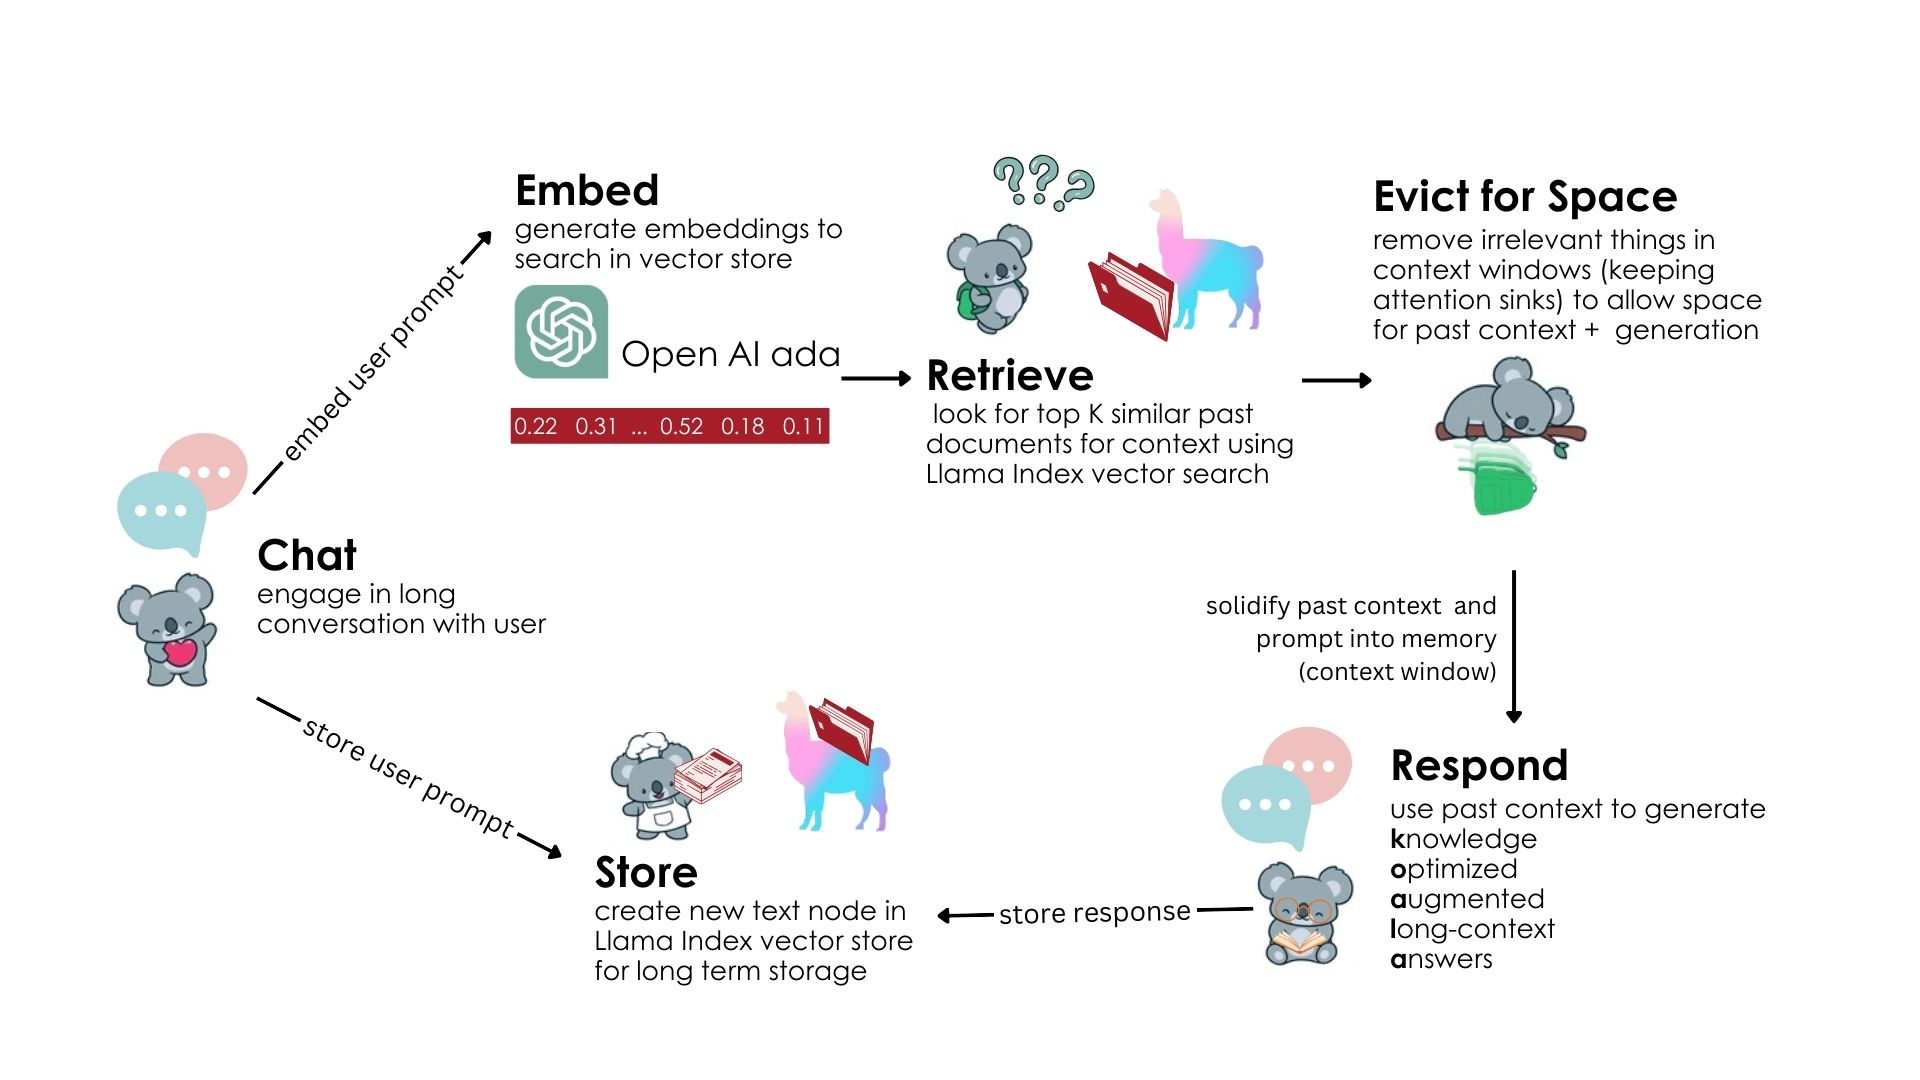 Embed
generate embeddings to
search in vector store
Open AI ada
0.22 0.31 ... 0.52 0.18 0.11
embed user prompt
???
Retrieve
look for top K similar past
documents for context using
Llama Index vector search
Evict for Space
remove irrelevant things in
context windows (keeping
attention sinks) to allow space
for past context + generation
Chat
engage in long
conversation with user
solidify past context and
prompt into memory
(context window)
store user prompt
Respond
use past context to generate
knowledge
optimized
augmented
long-context
answers
store response
Store
create new text node in
Llama Index vector store
for long term storage